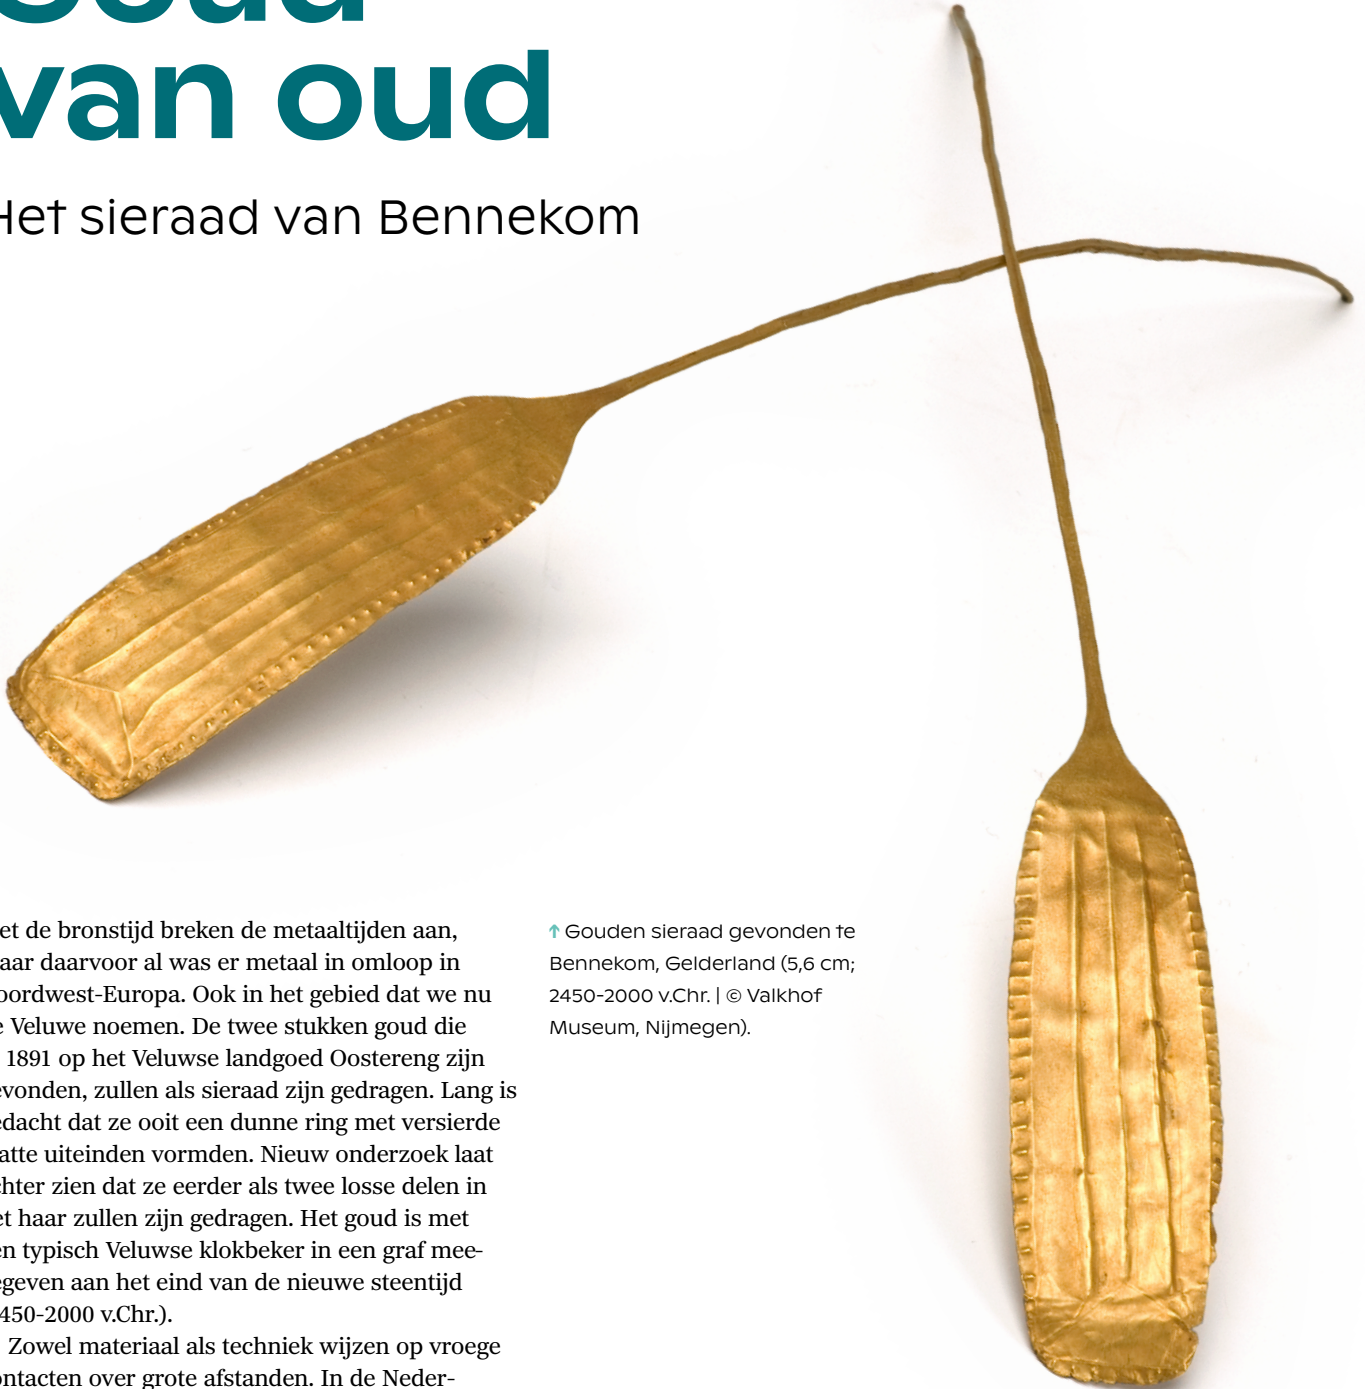 Goud
van oud
Het sieraad van Bennekom
et de bronstijd breken de metaaltijden aan,
aar daarvoor al was er metaal in omloop in
oordwest-Europa. Ook in het gebied dat we nu
e Veluwe noemen. De twee stukken goud die
1891 op het Veluwse landgoed Oostereng zijn
evonden, zullen als sieraad zijn gedragen. Lang is
edacht dat ze ooit een dunne ring met versierde
atte uiteinden vormden. Nieuw onderzoek laat
chter zien dat ze eerder als twee losse delen in
et haar zullen zijn gedragen. Het goud is met
en typisch Veluwse klokbeker in een graf mee-
egeven aan het eind van de nieuwe steentijd
450-2000 v.Chr.).
Zowel materiaal als techniek wijzen op vroege
ontacten over grote afstanden. In de Neder-
↑ Gouden sieraad gevonden te
Bennekom, Gelderland (5,6 cm;
2450-2000 v.Chr. | © Valkhof
Museum, Nijmegen).